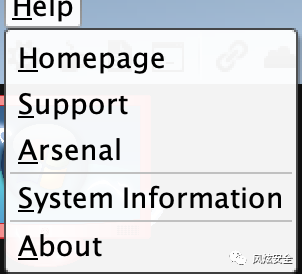 Help
Homepage
Support
Arsenal
System Information
About
风炫安全